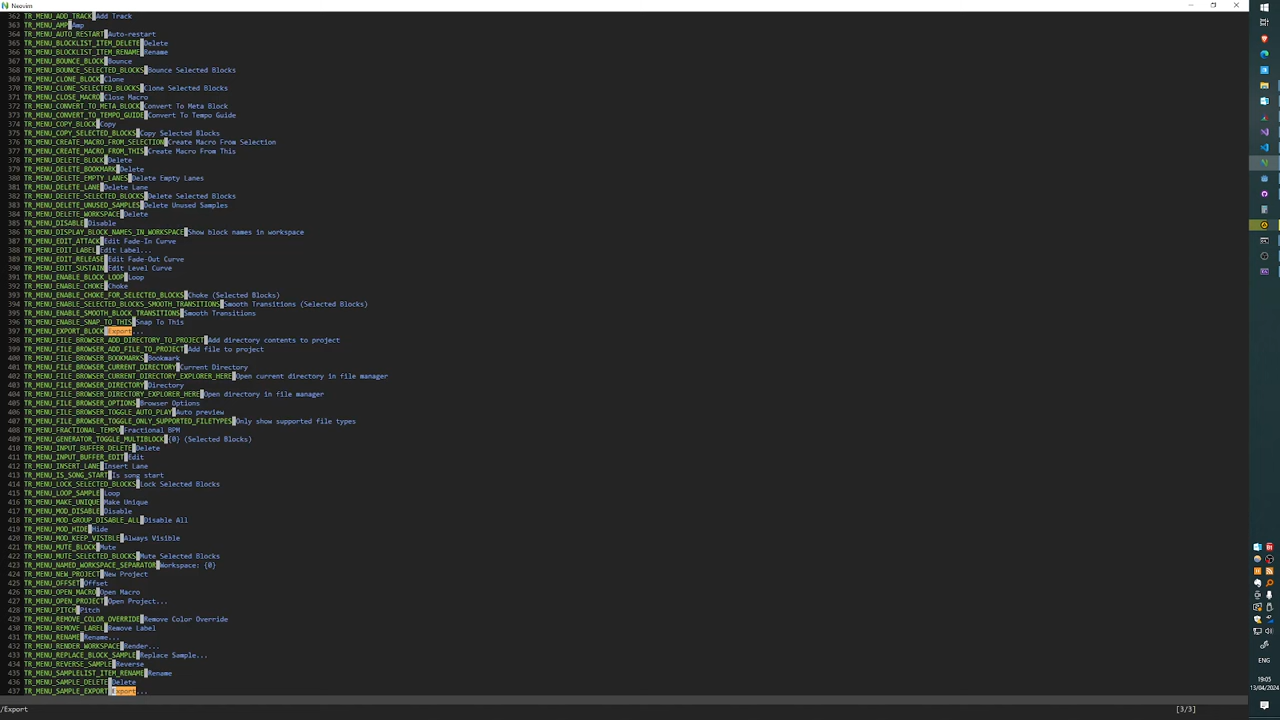 Neovim
362 TR_MENU_ADD_TRACK Add Track
363 TR_MENU_AMP Amp
364 TR_MENU_AUTO_RESTART Auto-restart
365 TR_MENU_BLOCKLIST_ITEM_DELETE Delete
366 TR_MENU_BLOCKLIST_ITEM_RENAME Rename
367 TR_MENU_BOUNCE_BLOCK Bounce
368 TR_MENU_BOUNCE_SELECTED_BLOCKS Bounce Selected Blocks
369 TR_MENU_CLONE_BLOCK Clone
370 TR_MENU_CLONE_SELECTED_BLOCKS Clone Selected Blocks
371 TR_MENU_CLOSE_MACRO Close Macro
372 TR_MENU_CONVERT_TO_META_BLOCK Convert To Meta Block
373 TR_MENU_CONVERT_TO_TEMPO_GUIDE Convert To Tempo Guide
374 TR_MENU_COPY_BLOCK Copy
375 TR_MENU_COPY_SELECTED_BLOCKS Copy Selected Blocks
376 TR_MENU_CREATE_MACRO_FROM_SELECTION Create Macro From Selection
377 TR_MENU_CREATE_MACRO_FROM_THIS Create Macro From This
378 TR_MENU_DELETE_BLOCK Delete
379 TR_MENU_DELETE_BOOKMARK Delete
380 TR_MENU_DELETE_EMPTY_LANES Delete Empty Lanes
381 TR_MENU_DELETE_LANE Delete Lane
382 TR_MENU_DELETE_SELECTED_BLOCKS Delete Selected Blocks
383 TR_MENU_DELETE_UNUSED_SAMPLES Delete Unused Samples
384 TR_MENU_DELETE_WORKSPACE Delete
385 TR_MENU_DISABLE Disable
386 TR_MENU_DISPLAY_BLOCK_NAMES_IN_WORKSPACE Show block names in workspace
387 TR_MENU_EDIT_ATTACK Edit Fade-In Curve
388 TR_MENU_EDIT_LABEL Edit Label...
389 TR_MENU_EDIT_RELEASE Edit Fade-Out Curve
390 TR_MENU_EDIT_SUSTAIN Edit Level Curve
391 TR_MENU_ENABLE_BLOCK_LOOP Loop
392 TR_MENU_ENABLE_CHOKE Choke
393 TR_MENU_ENABLE_CHOKE_FOR_SELECTED_BLOCKS Choke (Selected Blocks)
394 TR_MENU_ENABLE_SELECTED_BLOCKS_SMOOTH_TRANSITIONS Smooth Transitions (Selected Blocks)
395 TR_MENU_ENABLE_SMOOTH_BLOCK_TRANSITIONS Smooth Transitions
396 TR_MENU_ENABLE_SNAP_TO_THIS Snap To This
397 TR_MENU_EXPORT_BLOCK Export...
398 TR_MENU_FILE_BROWSER_ADD_DIRECTORY_TO_PROJECT Add directory contents to project
399 TR_MENU_FILE_BROWSER_ADD_FILE_TO_PROJECT Add file to project
400 TR_MENU_FILE_BROWSER_BOOKMARKS Bookmark
401 TR_MENU_FILE_BROWSER_CURRENT_DIRECTORY Current Directory
402 TR_MENU_FILE_BROWSER_CURRENT_DIRECTORY_EXPLORER_HERE Open current directory in file manager
403 TR_MENU_FILE_BROWSER_DIRECTORY Directory
404 TR_MENU_FILE_BROWSER_DIRECTORY_EXPLORER_HERE Open directory in file manager
405 TR_MENU_FILE_BROWSER_OPTIONS Browser Options
406 TR_MENU_FILE_BROWSER_TOGGLE_AUTO_PLAY Auto preview
407 TR_MENU_FILE_BROWSER_TOGGLE_ONLY_SUPPORTED_FILETYPES Only show supported file types
408 TR_MENU_FRACTIONAL_TEMPO Fractional BPM
409 TR_MENU_GENERATOR_TOGGLE_MULTIBLOCK {0} (Selected Blocks)
410 TR_MENU_INPUT_BUFFER_DELETE Delete
411 TR_MENU_INPUT_BUFFER_EDIT Edit
412 TR_MENU_INSERT_LANE Insert Lane
413 TR_MENU_IS_SONG_START Is song start
414 TR_MENU_LOCK_SELECTED_BLOCKS Lock Selected Blocks
415 TR_MENU_LOOP_SAMPLE Loop
416 TR_MENU_MAKE_UNIQUE Make Unique
417 TR_MENU_MOD_DISABLE Disable
418 TR_MENU_MOD_GROUP_DISABLE_ALL Disable All
419 TR_MENU_MOD_HIDE Hide
420 TR_MENU_MOD_KEEP_VISIBLE Always Visible
421 TR_MENU_MUTE_BLOCK Mute
422 TR_MENU_MUTE_SELECTED_BLOCKS Mute Selected Blocks
423 TR_MENU_NAMED_WORKSPACE_SEPARATOR Workspace: {0}
424 TR_MENU_NEW_PROJECT New Project
425 TR_MENU_OFFSET Offset
426 TR_MENU_OPEN_MACRO Open Macro
427 TR_MENU_OPEN_PROJECT Open Project...
428 TR_MENU_PITCH Pitch
429 TR_MENU_REMOVE_COLOR_OVERRIDE Remove Color Override
430 TR_MENU_REMOVE_LABEL Remove Label
431 TR_MENU_RENAME Rename...
432 TR_MENU_RENDER_WORKSPACE Render...
433 TR_MENU_REPLACE_BLOCK_SAMPLE Replace Sample...
434 TR_MENU_REVERSE_SAMPLE Reverse
435 TR_MENU_SAMPLELIST_ITEM_RENAME Rename
436 TR_MENU_SAMPLE_DELETE Delete
437 TR_MENU_SAMPLE_EXPORT Export...
/Export [3/3]
ENG
19:05
13/04/2024